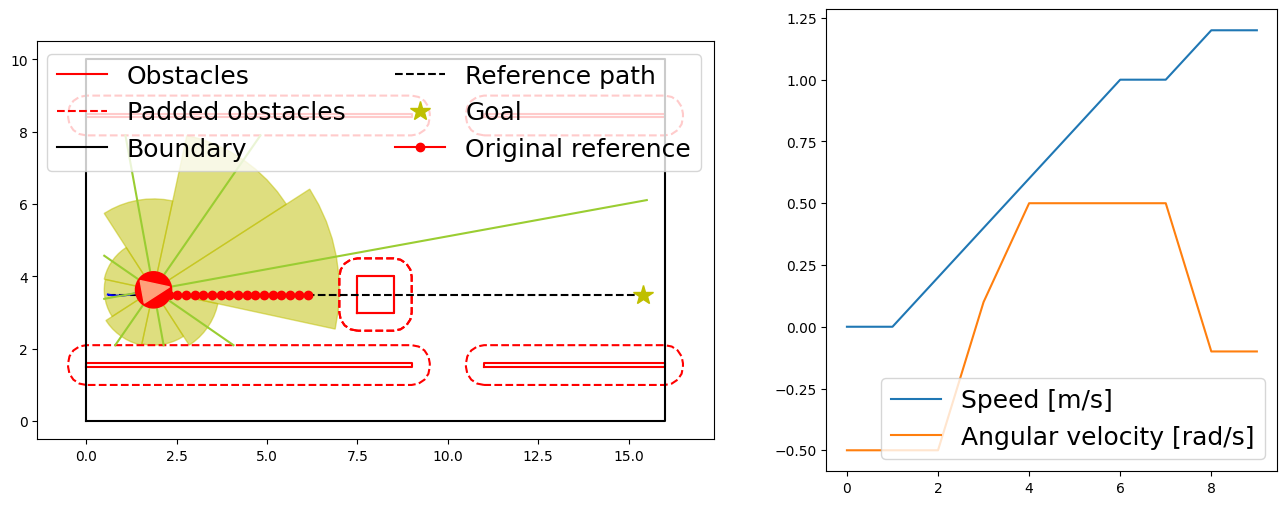 Obstacles
Padded obstacles
Boundary
Reference path
Goal
Original reference
10
8
6
4
2
0
0.0 2.5 5.0 7.5 10.0 12.5 15.0
1.25
1.00
0.75
0.50
0.25
0.00
−0.25
−0.50
Speed [m/s]
Angular velocity [rad/s]
0 2 4 6 8